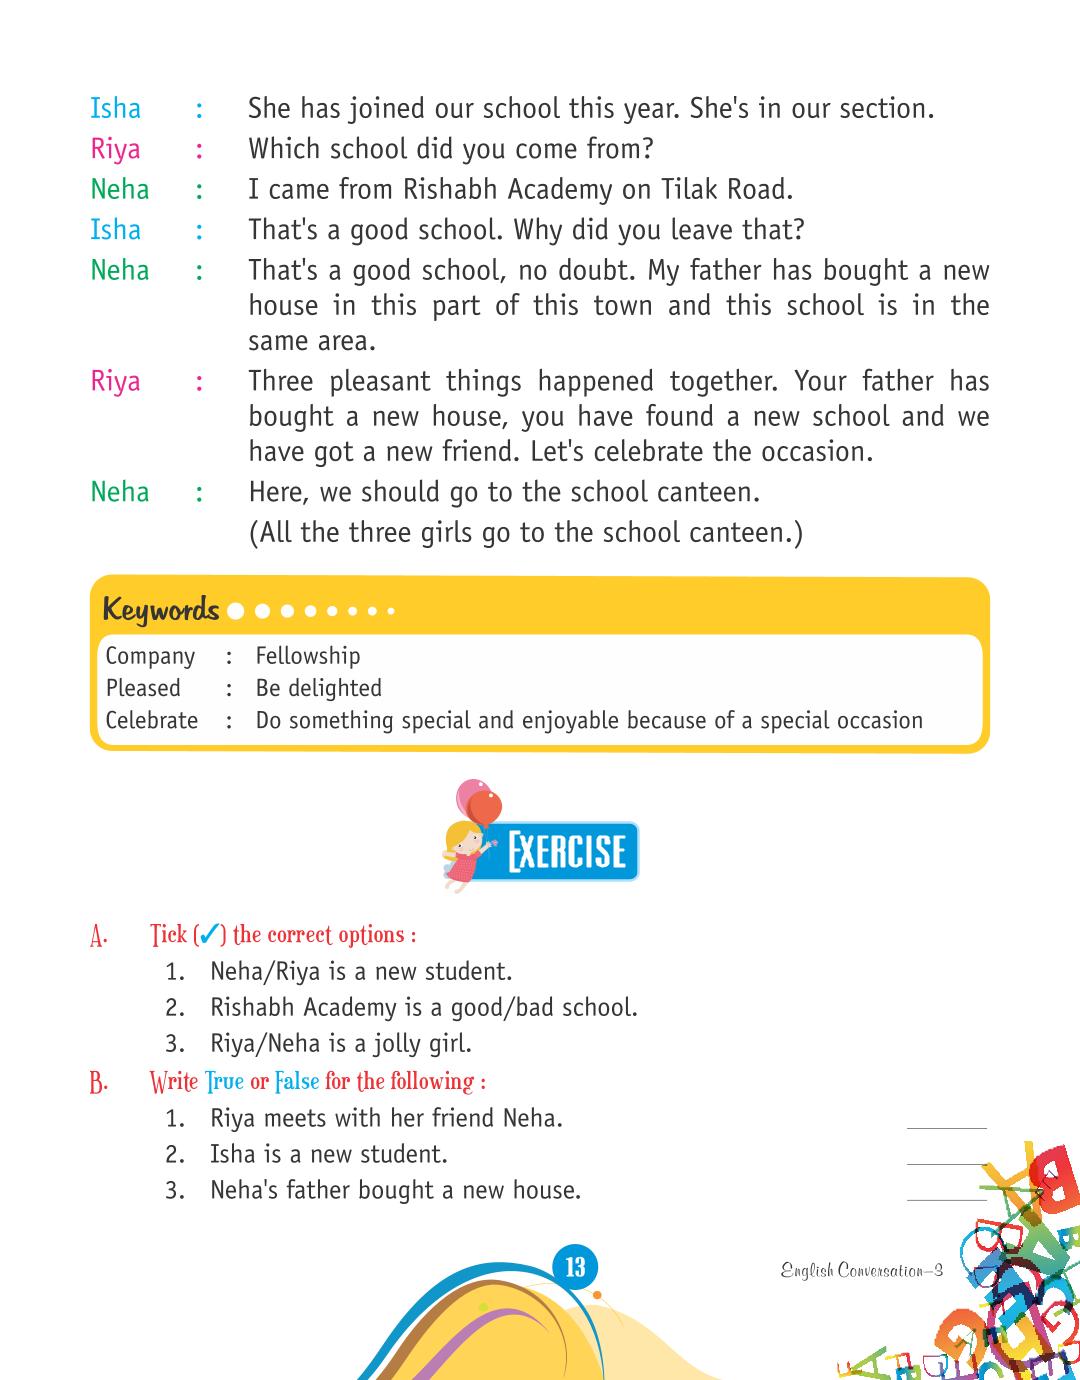 Isha : She has joined our school this year. She's in our section.
Riya : Which school did you come from?
Neha : I came from Rishabh Academy on Tilak Road.
Isha : That's a good school. Why did you leave that?
Neha : That's a good school, no doubt. My father has bought a new
house in this part of this town and this school is in the
same area.
Riya : Three pleasant things happened together. Your father has
bought a new house, you have found a new school and we
have got a new friend. Let's celebrate the occasion.
Neha : Here, we should go to the school canteen.
(All the three girls go to the school canteen.)
Keywords
Company : Fellowship
Pleased : Be delighted
Celebrate : Do something special and enjoyable because of a special occasion
EXERCISE
A. Tick (✓) the correct options :
1. Neha/Riya is a new student.
2. Rishabh Academy is a good/bad school.
3. Riya/Neha is a jolly girl.
B. Write True or False for the following :
1. Riya meets with her friend Neha. ________
2. Isha is a new student. ________
3. Neha's father bought a new house. ________
13
English Conversation–3